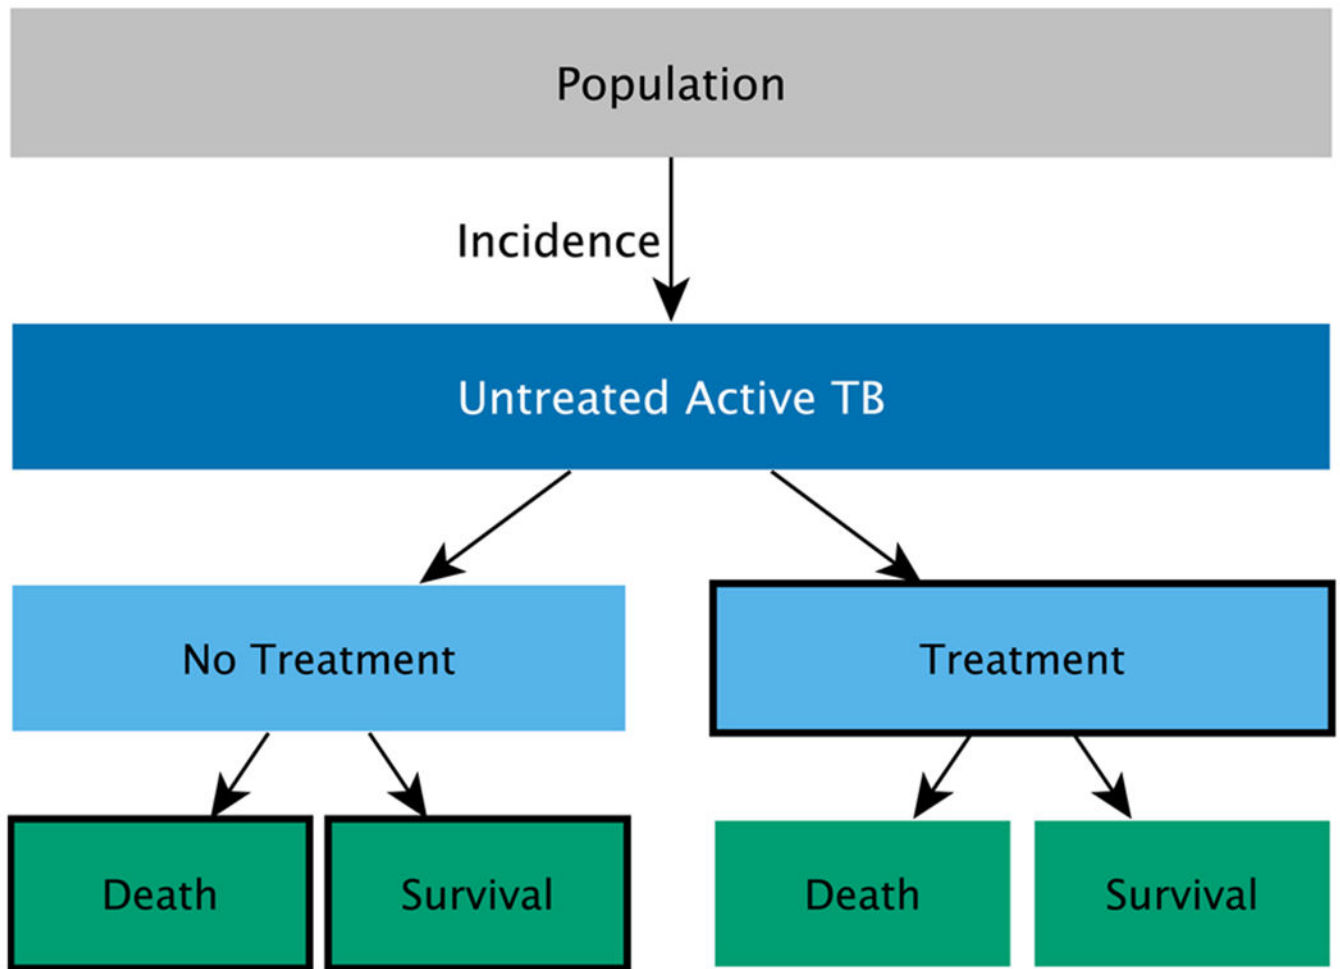 Population
Incidence
Untreated Active TB
No Treatment
Treatment
Death
Survival
Death
Survival